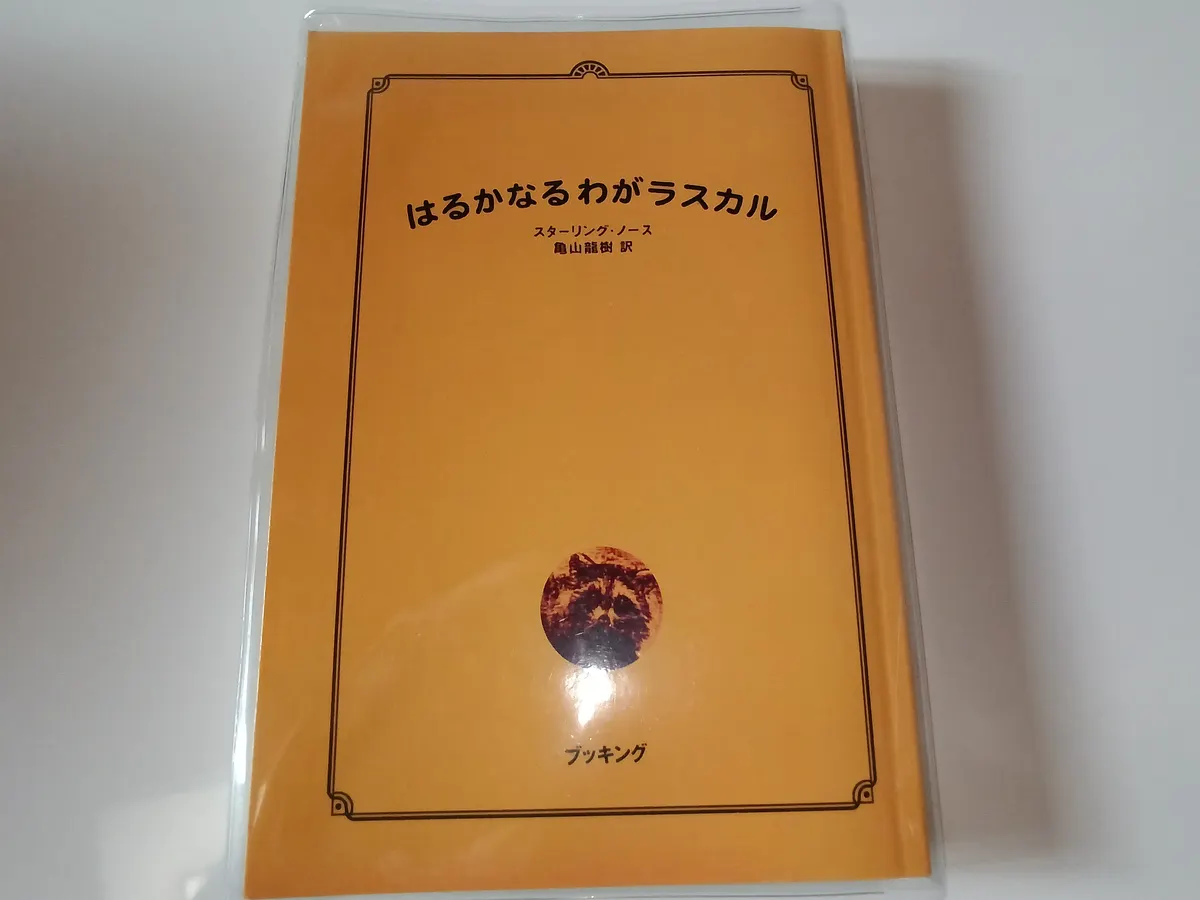 はるかなるわがラスカル
スターリング・ノース
亀山龍樹 訳
ブッキング